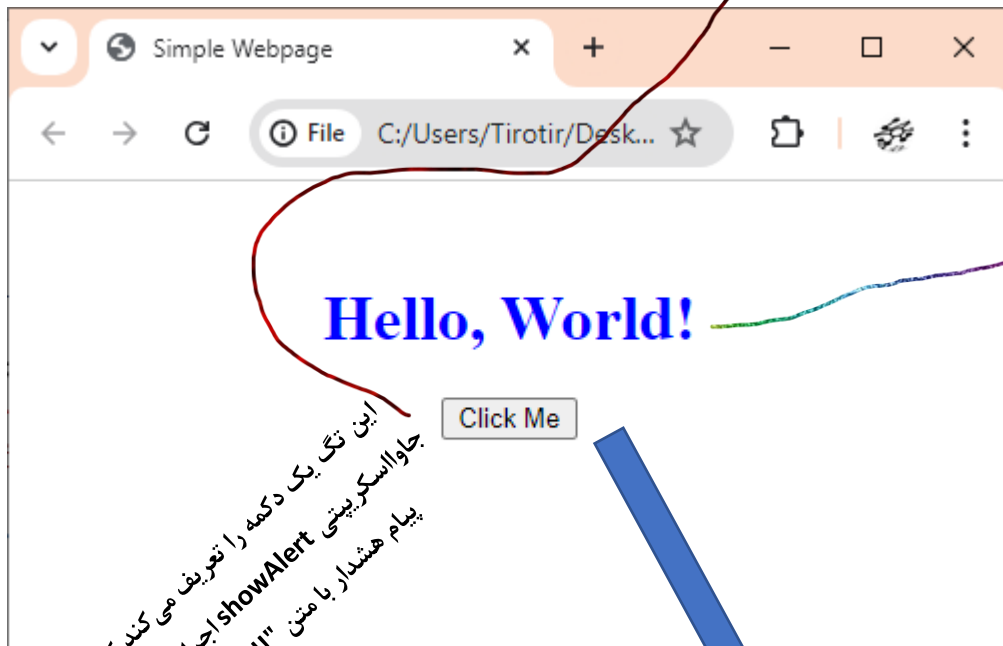 Simple Webpage
File C:/Users/Tirotir/Desk...
Hello, World!
Click Me
این تگ یک دکمه را تعریف می‌کند
جاوااسکریپتی showAlert
پیام هشدار با متن "